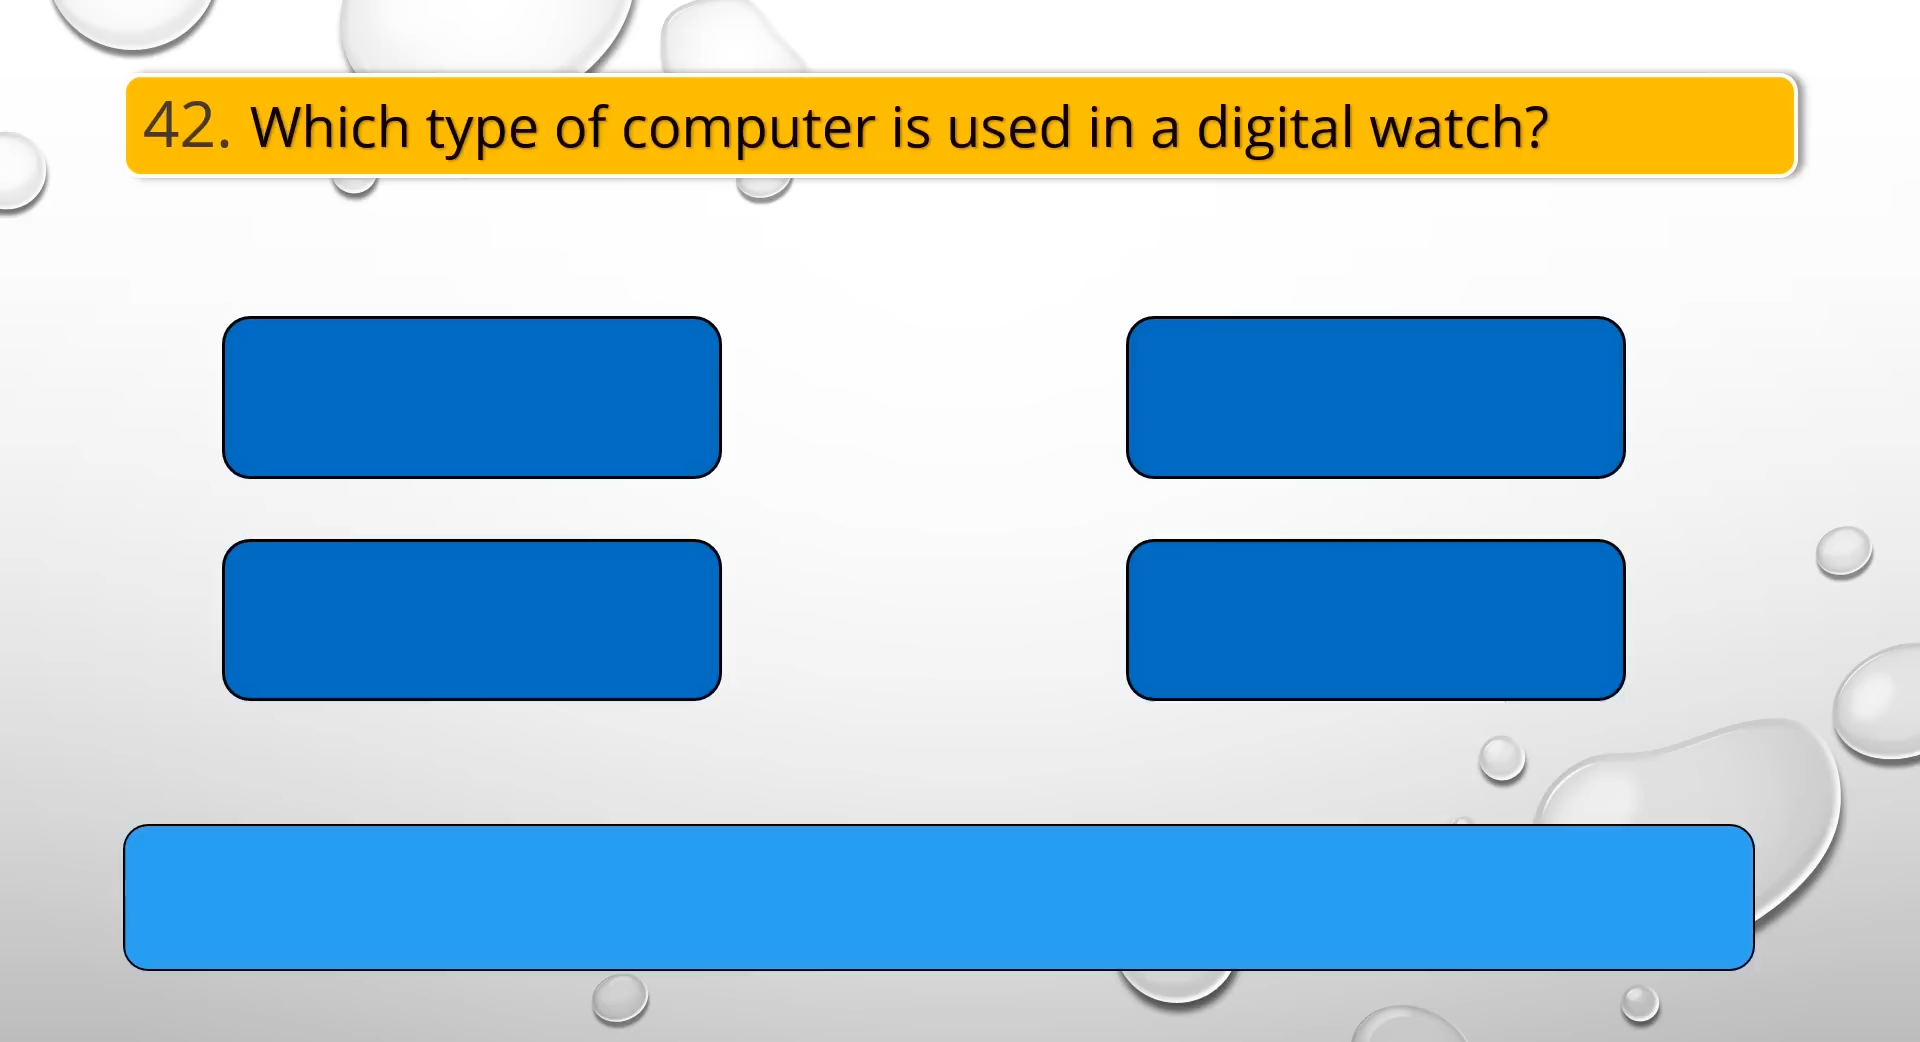 42. Which type of computer is used in a digital watch?